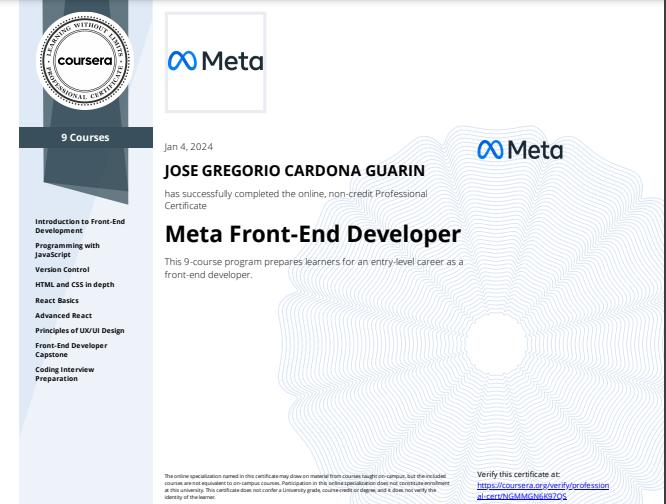 LEARNING WITHOUT LIMITS
coursera
PROFESSIONAL CERTIFICATE
9 Courses
Introduction to Front-End
Development
Programming with
JavaScript
Version Control
HTML and CSS in depth
React Basics
Advanced React
Principles of UX/UI Design
Front-End Developer
Capstone
Coding Interview
Preparation
Meta
Jan 4, 2024
JOSE GREGORIO CARDONA GUARIN
has successfully completed the online, non-credit Professional
Certificate
Meta Front-End Developer
This 9-course program prepares learners for an entry-level career as a
front-end developer.
Meta
The online specialization named in this certificate may draw on material from courses taught on-campus, but the included
courses are not equivalent to on-campus courses. Participation in this online specialization does not constitute enrollment
at this university. This certificate does not confer a University grade, course credit or degree, and it does not verify the
identity of the learner.
Verify this certificate at:
https://coursera.org/verify/profession
al-cert/NGMMGN6K97QS